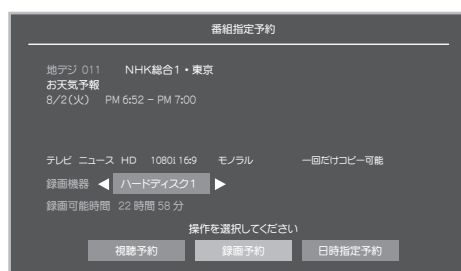 番組指定予約
地デジ 011 NHK総合1・東京
お天気予報
8/2(火) PM 6:52 − PM 7:00
テレビ ニュース HD 1080i 16:9 モノラル 一回だけコピー可能
録画機器 ◀ ハードディスク1 ▶
録画可能時間 22 時間 58 分
操作を選択してください
視聴予約 録画予約 日時指定予約